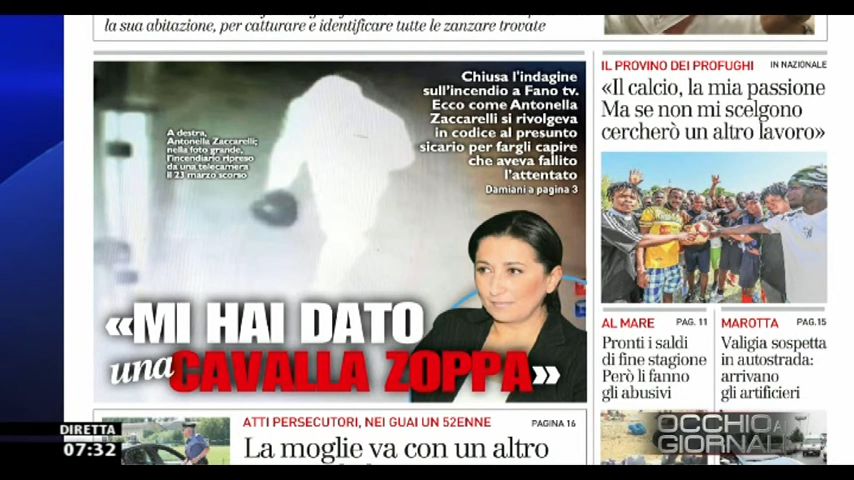 la sua abitazione, per catturare e identificare tutte le zanzare trovate
Chiusa l'indagine
sull'incendio a Fano tv.
Ecco come Antonella
Zaccarelli si rivolgeva
in codice al presunto
sicario per fargli capire
che aveva fallito
l'attentato
Damiani a pagina 3
A destra,
Antonella Zaccarelli;
nella foto grande,
l'incendiario ripreso
da una telecamera
il 23 marzo scorso
«MI HAI DATO
una CAVALLA ZOPPA»
IL PROVINO DEI PROFUGHI
IN NAZIONALE
«Il calcio, la mia passione
Ma se non mi scelgono
cercherò un altro lavoro»
AL MARE PAG. 11
Pronti i saldi
di fine stagione
Però li fanno
gli abusivi
MAROTTA PAG.15
Valigia sospetta
in autostrada:
arrivano
gli artificieri
ATTI PERSECUTORI, NEI GUAI UN 52ENNE
PAGINA 16
La moglie va con un altro
DIRETTA
07:32
OCCHIO AI
GIORNALI